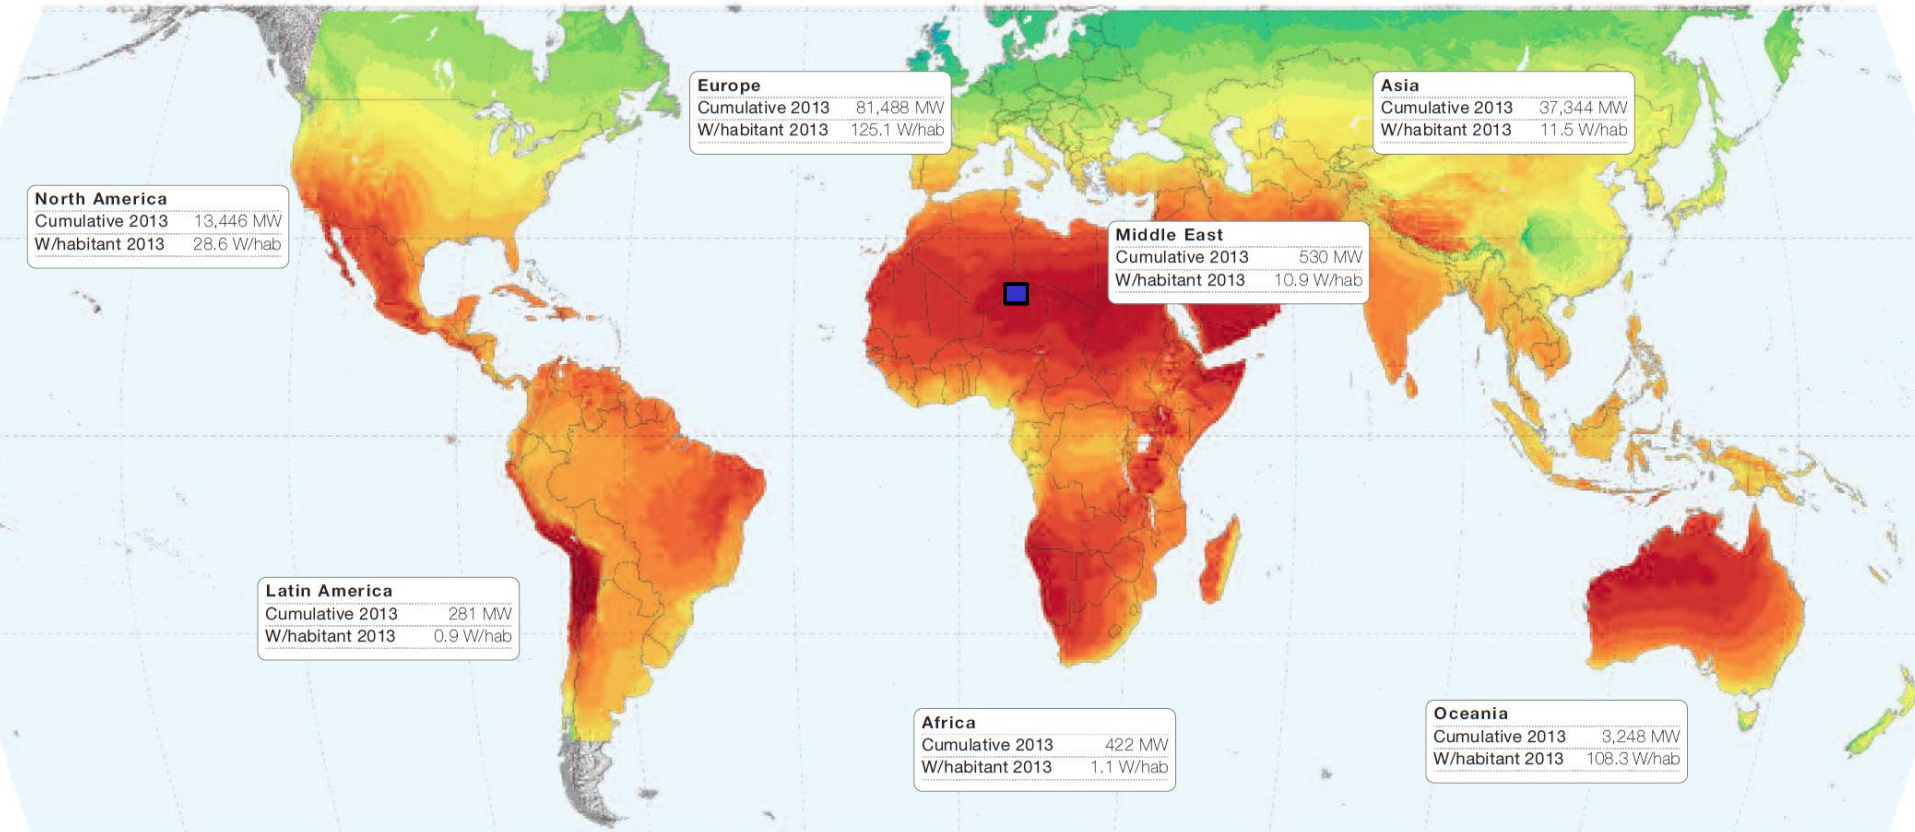 Europe
Cumulative 2013 81,488 MW
W/habitant 2013 125.1 W/hab
Asia
Cumulative 2013 37,344 MW
W/habitant 2013 11.5 W/hab
North America
Cumulative 2013 13,446 MW
W/habitant 2013 28.6 W/hab
Middle East
Cumulative 2013 530 MW
W/habitant 2013 10.9 W/hab
Latin America
Cumulative 2013 281 MW
W/habitant 2013 0.9 W/hab
Africa
Cumulative 2013 422 MW
W/habitant 2013 1.1 W/hab
Oceania
Cumulative 2013 3,248 MW
W/habitant 2013 108.3 W/hab